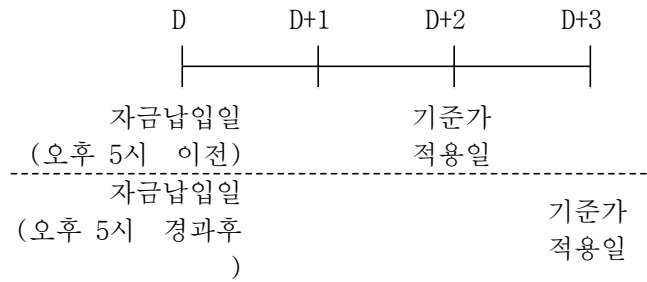 D D+1 D+2 D+3
자금납입일 기준가
(오후 5시 이전) 적용일
자금납입일
(오후 5시 경과후
)
기준가
적용일